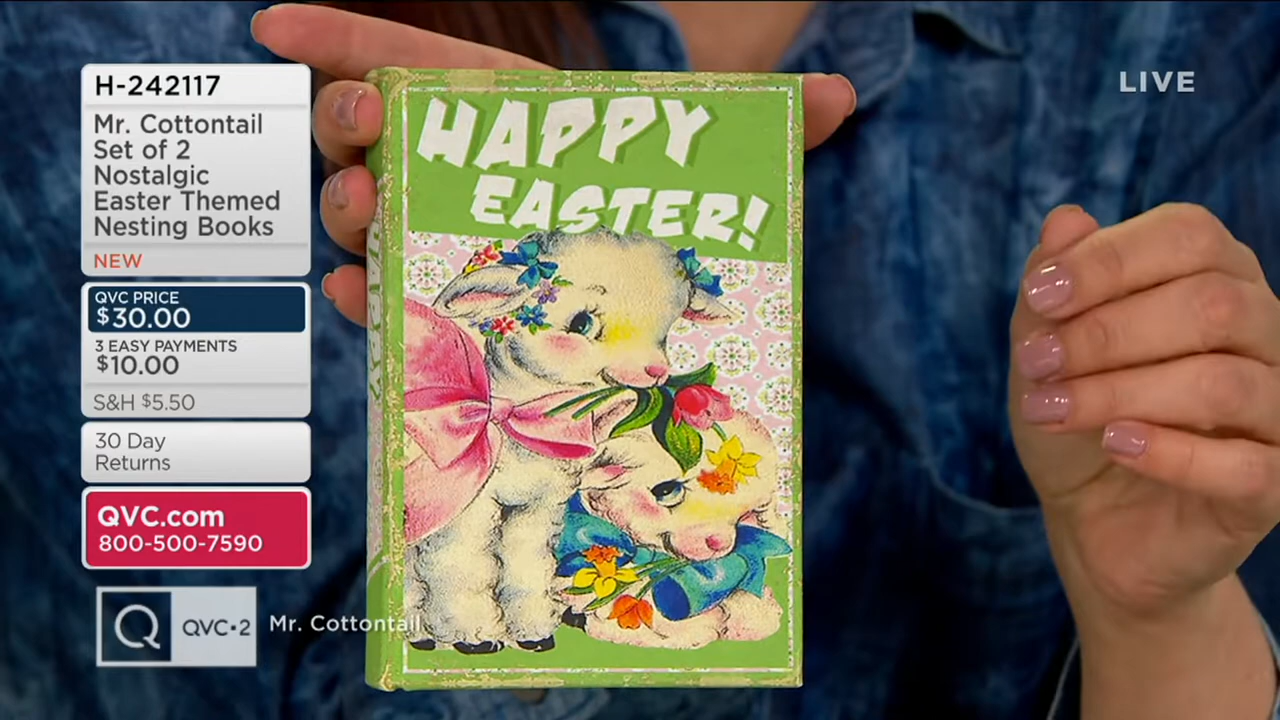 H-242117
Mr. Cottontail
Set of 2
Nostalgic
Easter Themed
Nesting Books
NEW
QVC PRICE
$30.00
3 EASY PAYMENTS
$10.00
S&H $5.50
30 Day
Returns
QVC.com
800-500-7590
Q QVC•2 Mr. Cottontail
LIVE
HAPPY
EASTER!